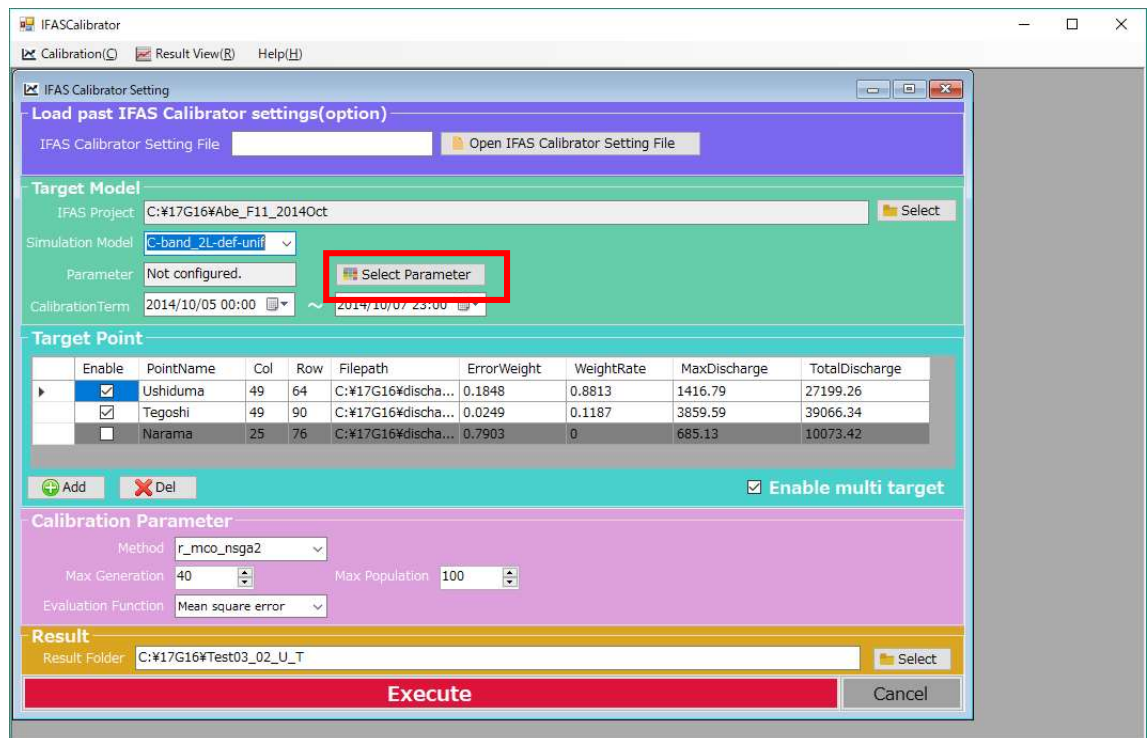 IFASCalibrator
Calibration(C) Result View(R) Help(H)
IFAS Calibrator Setting
Load past IFAS Calibrator settings(option)
IFAS Calibrator Setting File Open IFAS Calibrator Setting File
Target Model
IFAS Project C:¥17G16¥Abe_F11_2014Oct Select
Simulation Model C-band_2L-def-unif
Parameter Not configured. Select Parameter
CalibrationTerm 2014/10/05 00:00 ～ 2014/10/07 23:00
Target Point
Enable PointName Col Row Filepath ErrorWeight WeightRate MaxDischarge TotalDischarge
Ushiduma 49 64 C:¥17G16¥discha... 0.1848 0.8813 1416.79 27199.26
Tegoshi 49 90 C:¥17G16¥discha... 0.0249 0.1187 3859.59 39066.34
Narama 25 76 C:¥17G16¥discha... 0.7903 0 685.13 10073.42
Add Del Enable multi target
Calibration Parameter
Method r_mco_nsga2
Max Generation 40 Max Population 100
Evaluation Function Mean square error
Result
Result Folder C:¥17G16¥Test03_02_U_T Select
Execute Cancel